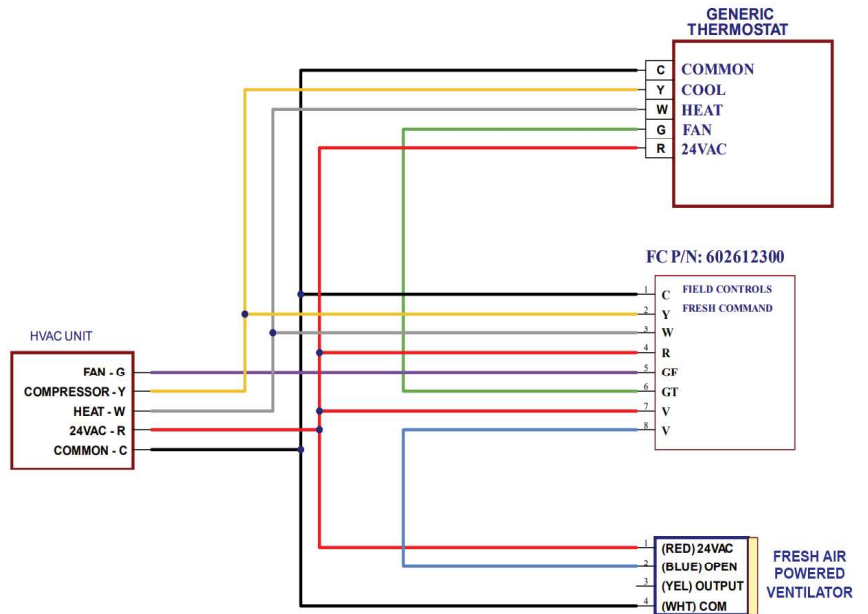 GENERIC
THERMOSTAT
C COMMON
Y COOL
W HEAT
G FAN
R 24VAC
FC P/N: 602612300
1 C FIELD CONTROLS
2 Y FRESH COMMAND
3 W
4 R
5 GF
6 GT
7 V
8 V
HVAC UNIT
FAN - G
COMPRESSOR - Y
HEAT - W
24VAC - R
COMMON - C
1 (RED) 24VAC
2 (BLUE) OPEN
3 (YEL) OUTPUT
4 (WHT) COM
FRESH AIR
POWERED
VENTILATOR